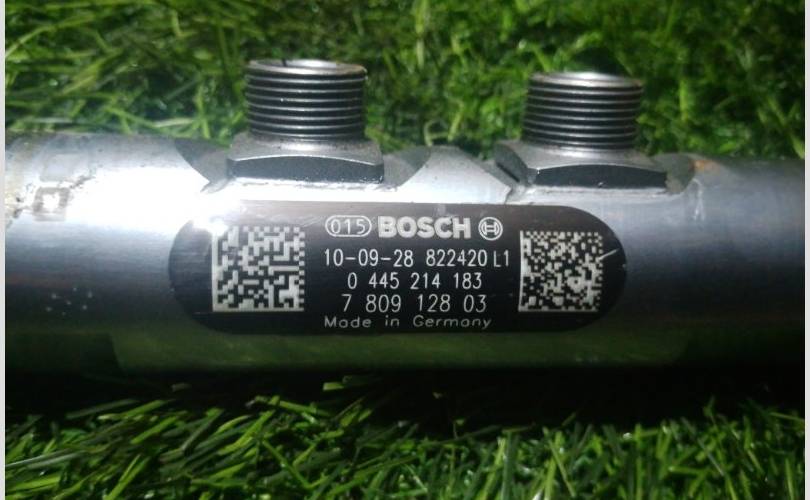 015 BOSCH
10-09-28 822420 L1
0 445 214 183
7 809 128 03
Made in Germany